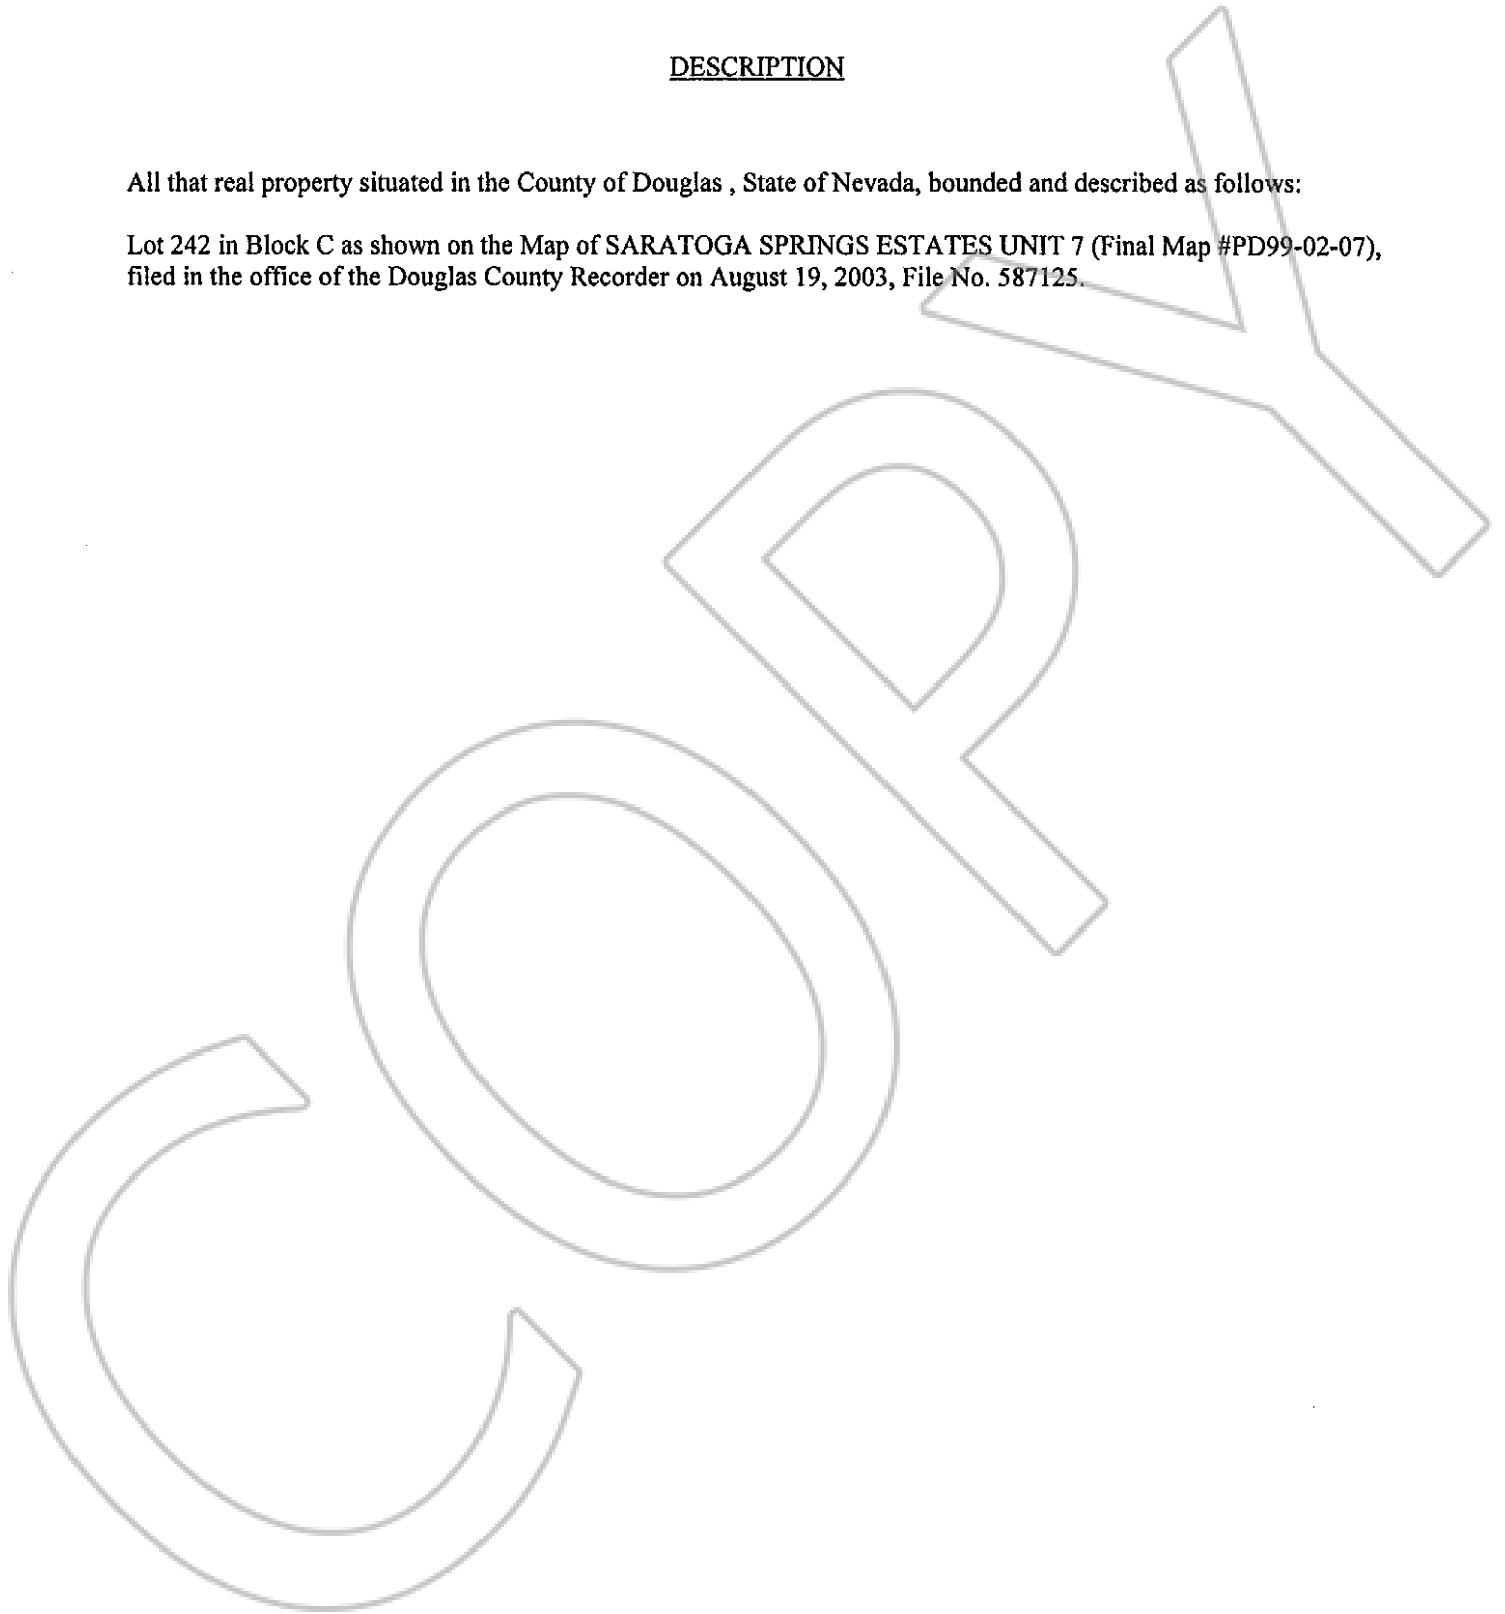 DESCRIPTION
All that real property situated in the County of Douglas , State of Nevada, bounded and described as follows:
Lot 242 in Block C as shown on the Map of SARATOGA SPRINGS ESTATES UNIT 7 (Final Map #PD99-02-07),
filed in the office of the Douglas County Recorder on August 19, 2003, File No. 587125.
COPY